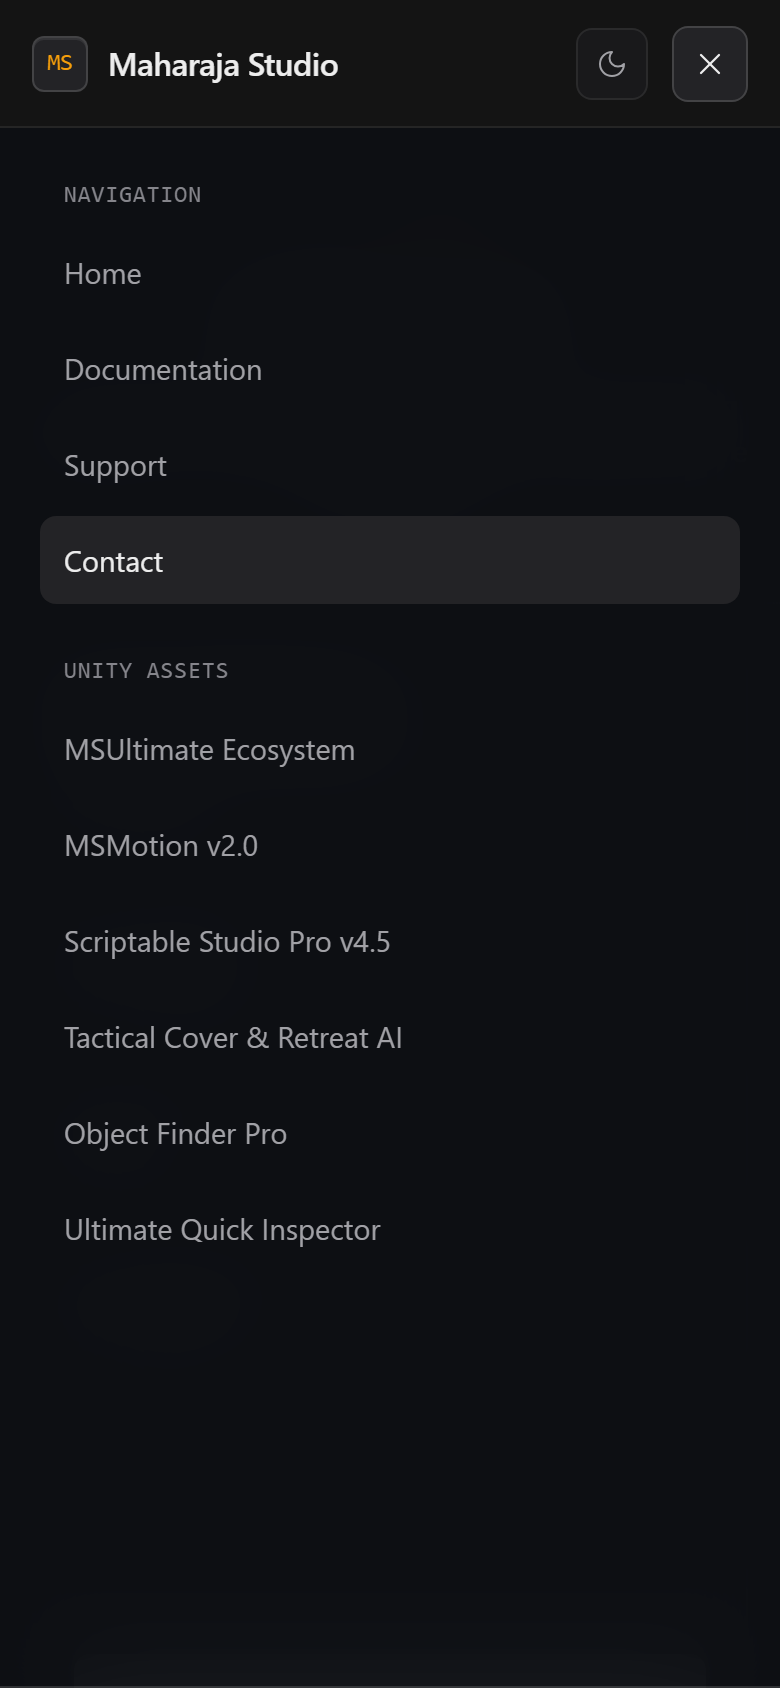 MS
Maharaja Studio
NAVIGATION
Home
Documentation
Support
Contact
UNITY ASSETS
MSUltimate Ecosystem
MSMotion v2.0
Scriptable Studio Pro v4.5
Tactical Cover & Retreat AI
Object Finder Pro
Ultimate Quick Inspector